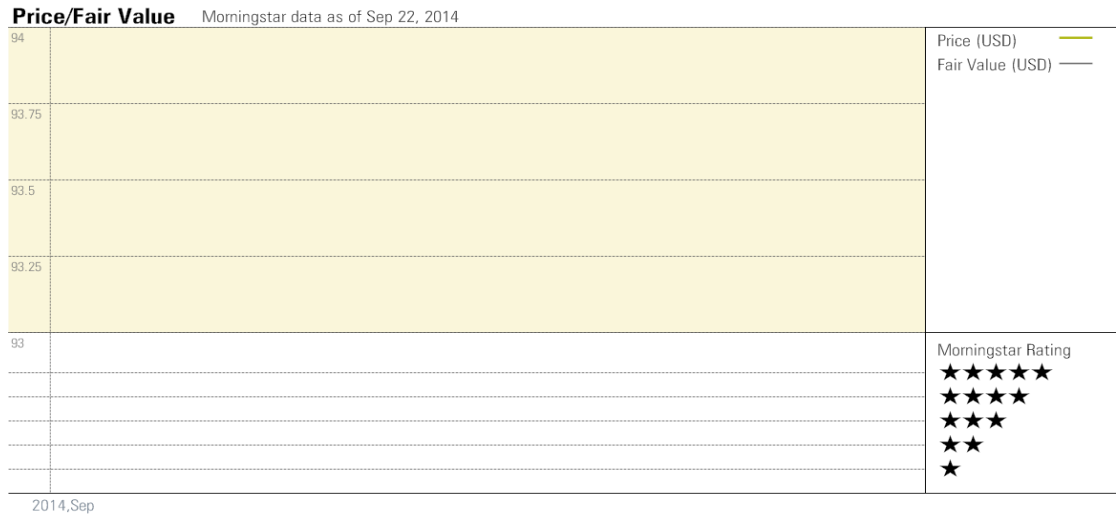 Price/Fair Value Morningstar data as of Sep 22, 2014
94
93.75
93.5
93.25
93
Price (USD)
Fair Value (USD)
Morningstar Rating
★★★★★
★★★★
★★★
★★
★
2014,Sep